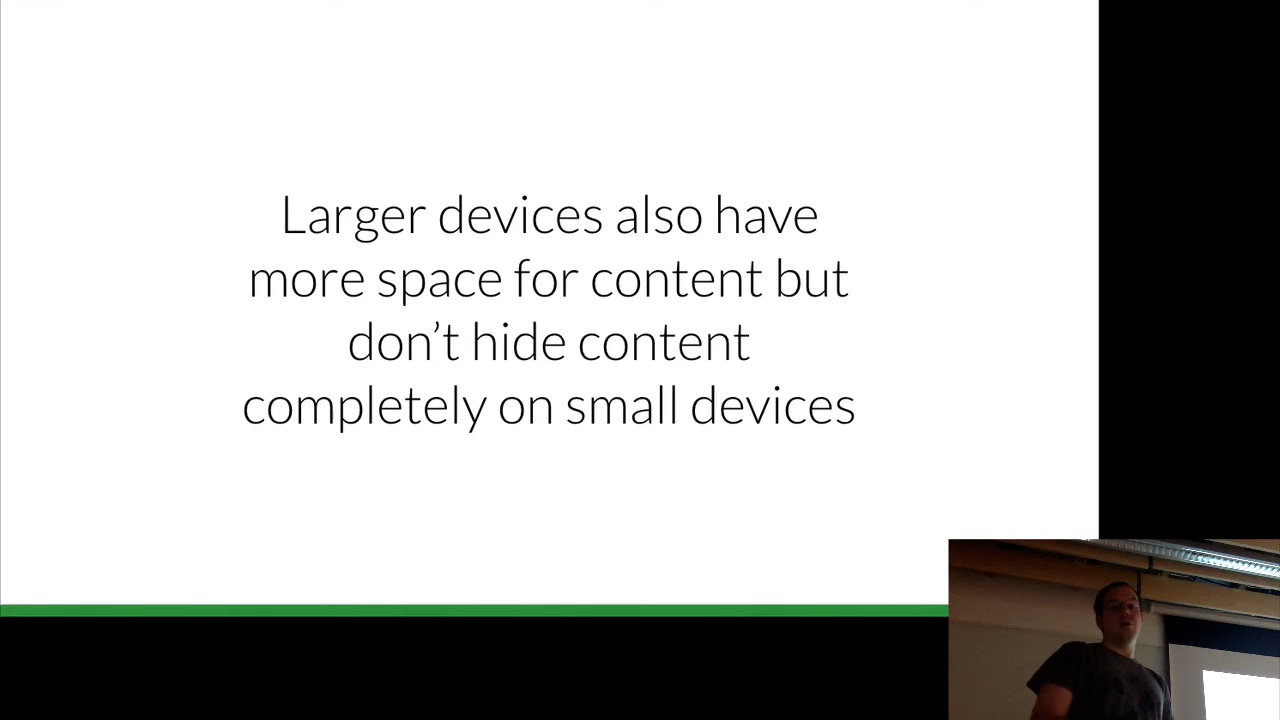 Larger devices also have
more space for content but
don’t hide content
completely on small devices